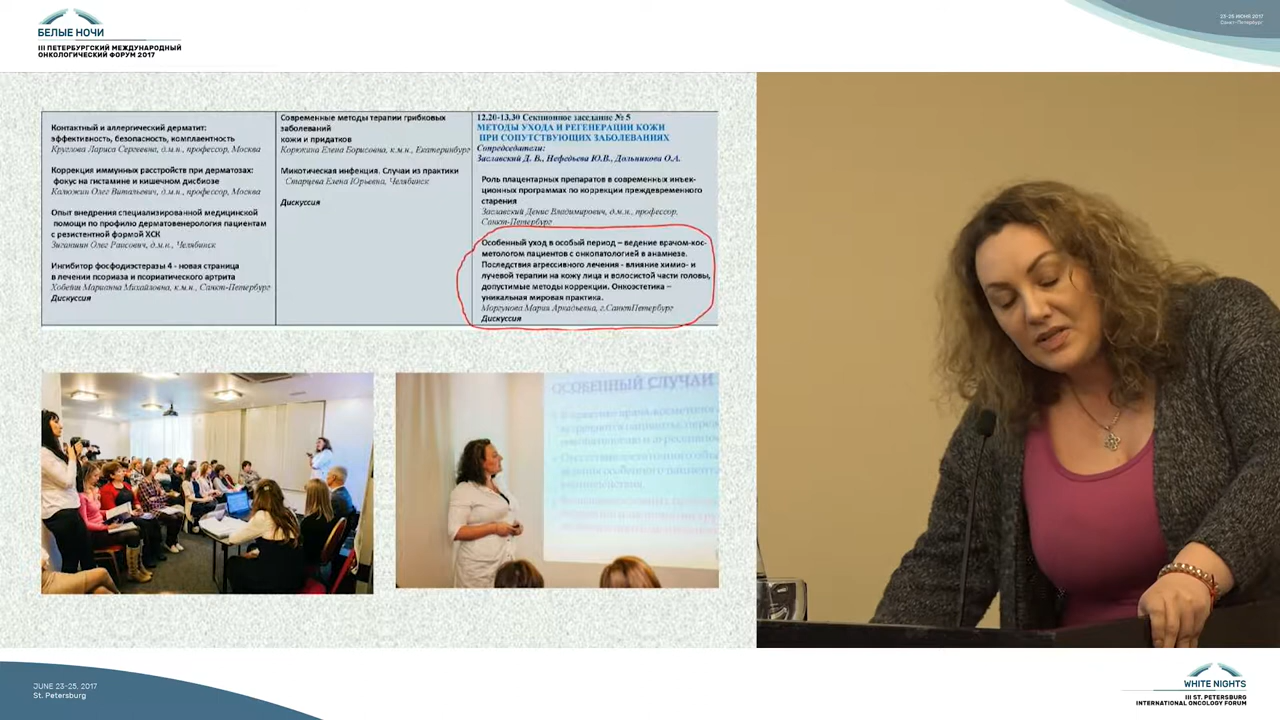 БЕЛЫЕ НОЧИ
III ПЕТЕРБУРГСКИЙ МЕЖДУНАРОДНЫЙ
ОНКОЛОГИЧЕСКИЙ ФОРУМ 2017
23-25 ИЮНЯ 2017
Санкт-Петербург
Контактный и аллергический дерматит:
эффективность, безопасность, комплаентность
Круглова Лариса Сергеевна, д.м.н., профессор, Москва
Коррекция иммунных расстройств при дерматозах:
фокус на гистамине и кишечном дисбиозе
Калюжин Олег Витальевич, д.м.н., профессор, Москва
Опыт внедрения специализированной медицинской
помощи по профилю дерматовенерология пациентам
с резистентной формой ХСК
Зиганшин Олег Раисович, д.м.н., Челябинск
Ингибитор фосфодиэстеразы 4 - новая страница
в лечении псориаза и псориатического артрита
Хобейш Марианна Михайловна, к.м.н., Санкт-Петербург
Дискуссия
Современные методы терапии грибковых
заболеваний
кожи и придатков
Корюкина Елена Борисовна, к.м.н., Екатеринбург
Микотическая инфекция. Случаи из практики
Старцева Елена Юрьевна, Челябинск
Дискуссия
12.20-13.30 Секционное заседание № 5
МЕТОДЫ УХОДА И РЕГЕНЕРАЦИИ КОЖИ
ПРИ СОПУТСТВУЮЩИХ ЗАБОЛЕВАНИЯХ
Сопредседатели:
Заславский Д. В., Нефедьева Ю.В., Дольникова О.А.
Роль плацентарных препаратов в современных инъек-
ционных программах по коррекции преждевременного
старения
Заславский Денис Владимирович, д.м.н., профессор,
Санкт-Петербург
Особенный уход в особый период – ведение врачом-кос-
метологом пациентов с онкопатологией в анамнезе.
Последствия агрессивного лечения - влияние химио- и
лучевой терапии на кожу лица и волосистой части головы,
допустимые методы коррекции. Онкоэстетика –
уникальная мировая практика.
Моргунова Мария Аркадьевна, г.СанктПетербург
Дискуссия
ОСОБЕННЫЙ СЛУЧАЙ
JUNE 23-25, 2017
St. Petersburg
WHITE NIGHTS
III ST. PETERSBURG
INTERNATIONAL ONCOLOGY FORUM